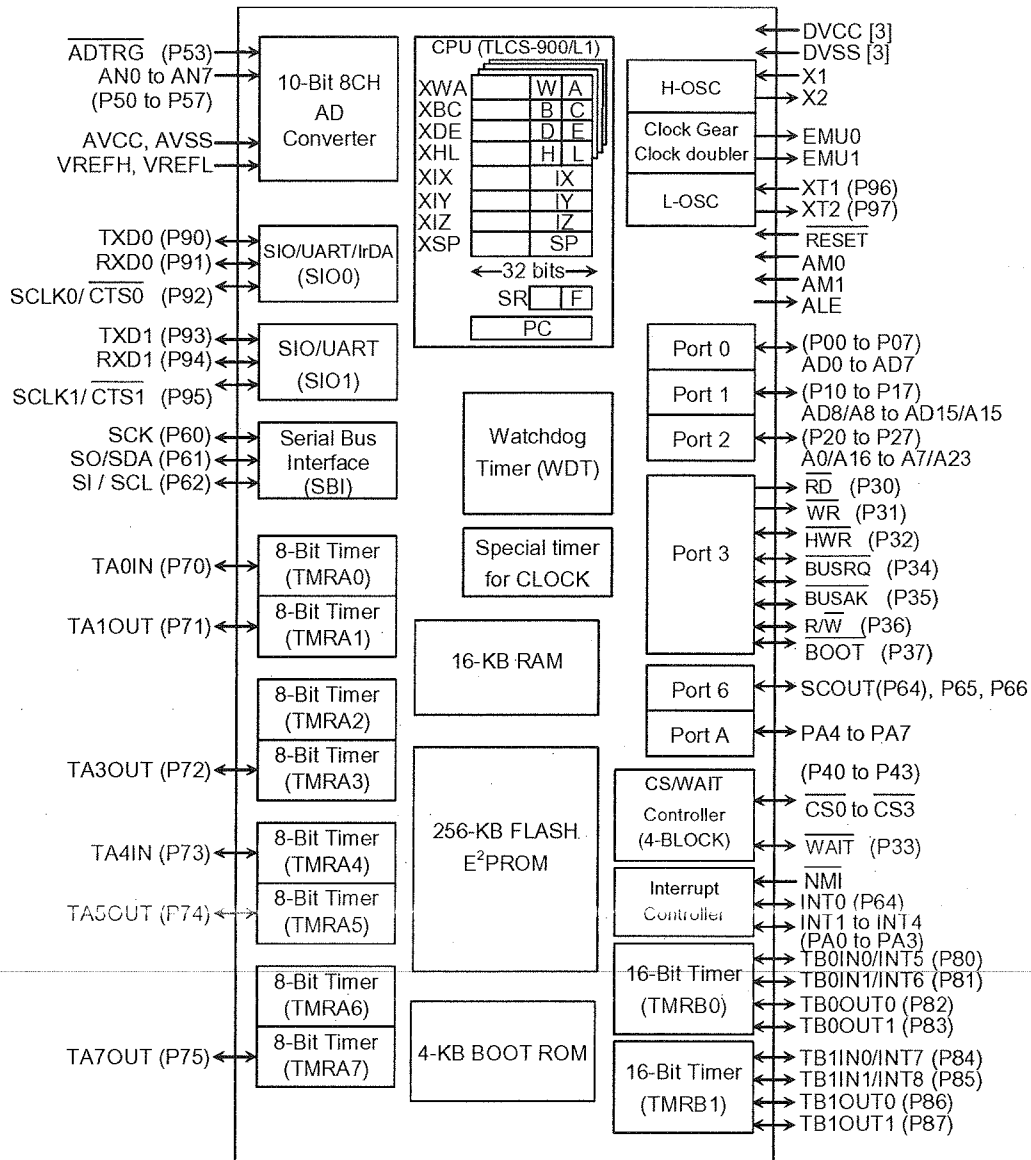 ADTRG (P53)
AN0 to AN7
(P50 to P57)
AVCC, AVSS
VREFH, VREFL
10-Bit 8CH
AD
Converter
TXD0 (P90)
RXD0 (P91)
SCLK0/ CTS0 (P92)
SIO/UART/IrDA
(SIO0)
TXD1 (P93)
RXD1 (P94)
SCLK1/ CTS1 (P95)
SIO/UART
(SIO1)
SCK (P60)
SO/SDA (P61)
SI / SCL (P62)
Serial Bus
Interface
(SBI)
TA0IN (P70)
8-Bit Timer
(TMRA0)
TA1OUT (P71)
8-Bit Timer
(TMRA1)
8-Bit Timer
(TMRA2)
TA3OUT (P72)
8-Bit Timer
(TMRA3)
TA4IN (P73)
8-Bit Timer
(TMRA4)
TA5OUT (P74)
8-Bit Timer
(TMRA5)
8-Bit Timer
(TMRA6)
TA7OUT (P75)
8-Bit Timer
(TMRA7)
CPU (TLCS-900/L1)
XWA W A
XBC B C
XDE D E
XHL H L
XIX IX
XIY IY
XIZ IZ
XSP SP
32 bits
SR F
PC
Watchdog
Timer (WDT)
Special timer
for CLOCK
16-KB RAM
256-KB FLASH
E²PROM
4-KB BOOT ROM
DVCC [3]
DVSS [3]
H-OSC
X1
X2
Clock Gear
Clock doubler
EMU0
EMU1
L-OSC
XT1 (P96)
XT2 (P97)
RESET
AM0
AM1
ALE
Port 0
(P00 to P07)
AD0 to AD7
Port 1
(P10 to P17)
AD8/A8 to AD15/A15
Port 2
(P20 to P27)
A0/A16 to A7/A23
Port 3
RD (P30)
WR (P31)
HWR (P32)
BUSRQ (P34)
BUSAK (P35)
R/W (P36)
BOOT (P37)
Port 6
SCOUT(P64), P65, P66
Port A
PA4 to PA7
CS/WAIT
Controller
(4-BLOCK)
(P40 to P43)
CS0 to CS3
WAIT (P33)
Interrupt
Controller
NMI
INT0 (P64)
INT1 to INT4
(PA0 to PA3)
16-Bit Timer
(TMRB0)
TB0IN0/INT5 (P80)
TB0IN1/INT6 (P81)
TB0OUT0 (P82)
TB0OUT1 (P83)
16-Bit Timer
(TMRB1)
TB1IN0/INT7 (P84)
TB1IN1/INT8 (P85)
TB1OUT0 (P86)
TB1OUT1 (P87)